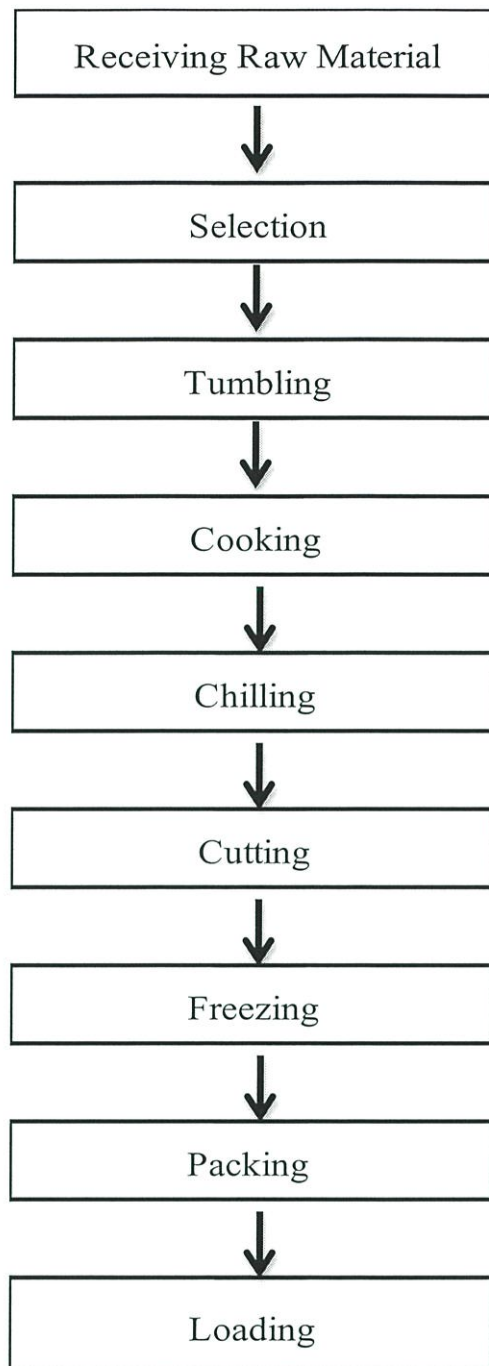 Receiving Raw Material
Selection
Tumbling
Cooking
Chilling
Cutting
Freezing
Packing
Loading